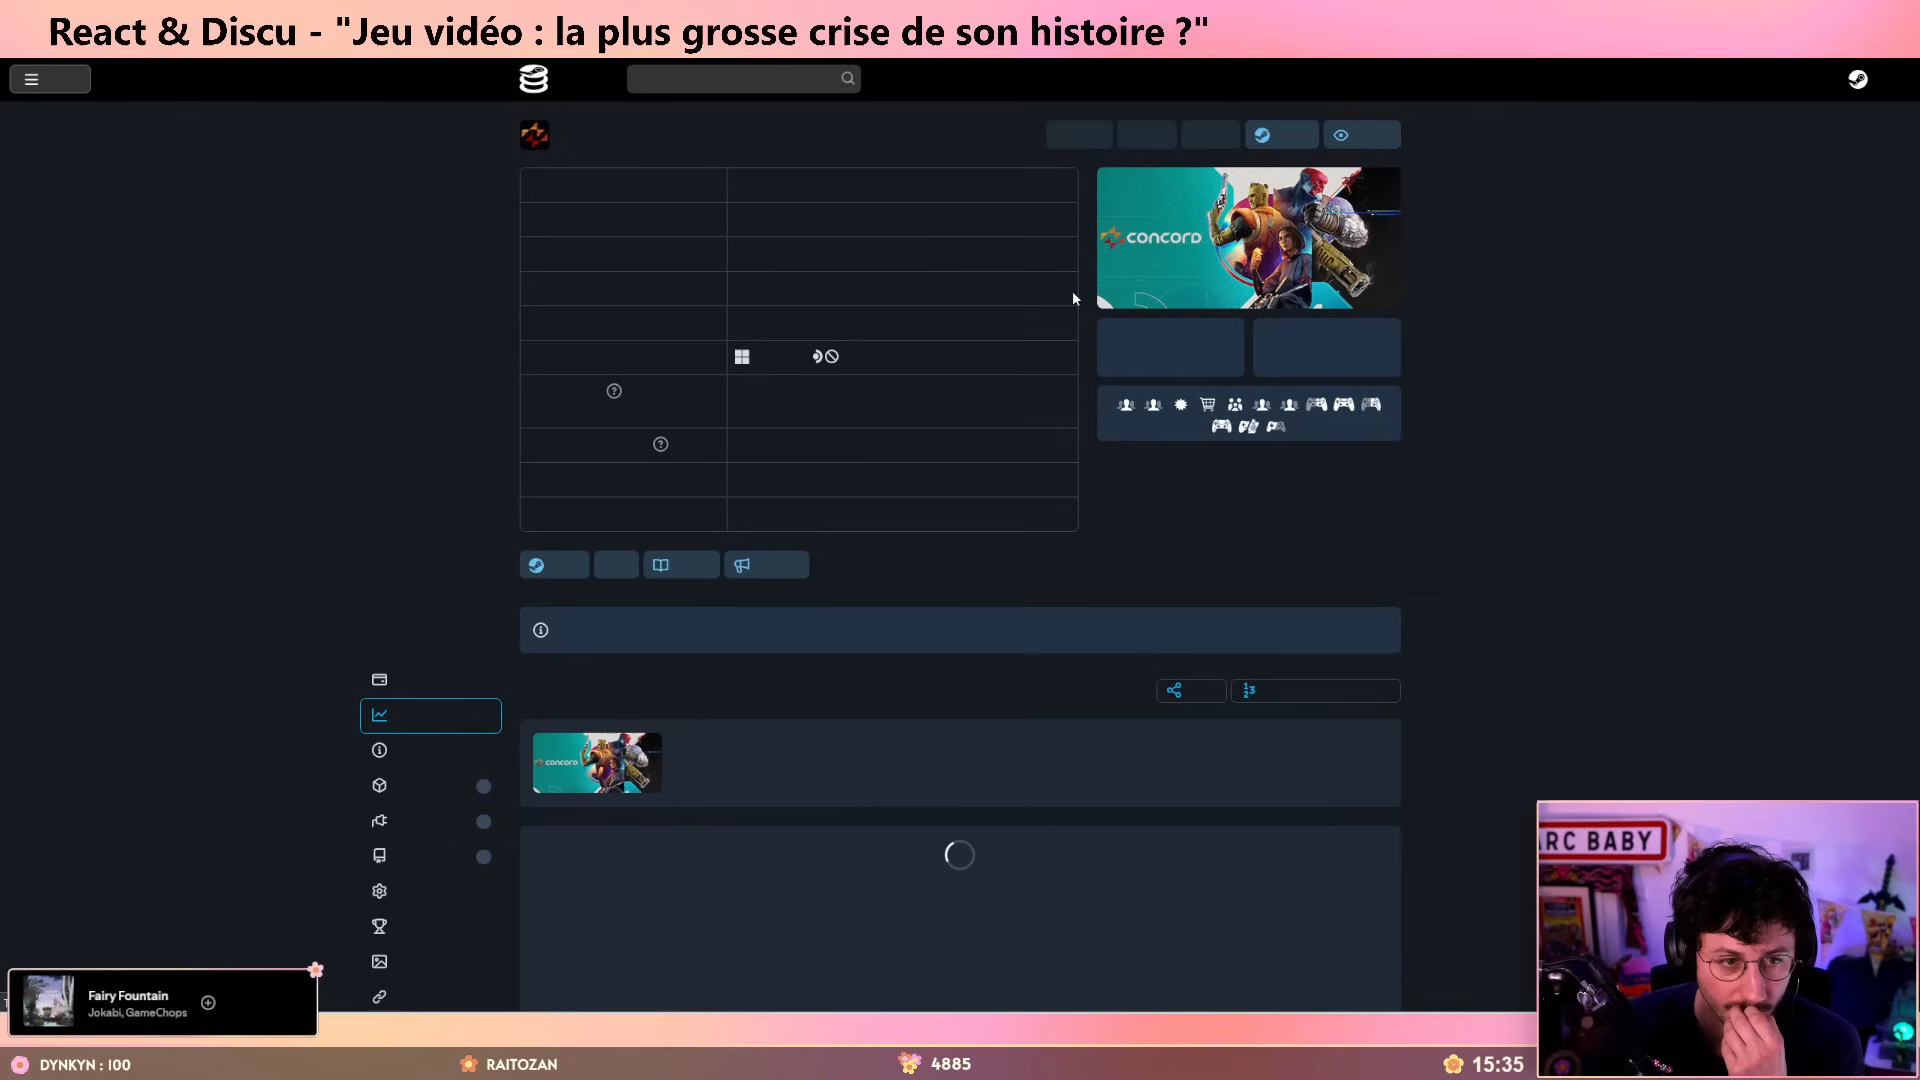 React & Discu - "Jeu vidéo : la plus grosse crise de son histoire ?"
CONCORD
CONCORD
ARC BABY
Fairy Fountain
Jokabi, GameChops
DYNKYN : 100
RAITOZAN
4885
15:35